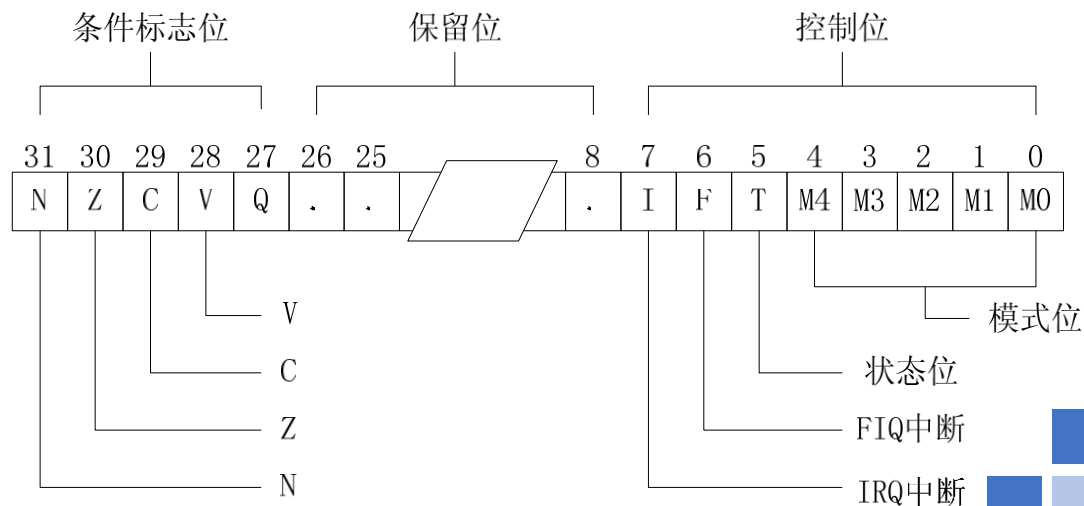 条件标志位 保留位 控制位
31 30 29 28 27 26 25 8 7 6 5 4 3 2 1 0
N Z C V Q . . . I F T M4 M3 M2 M1 M0
V
模式位
C
状态位
Z
FIQ中断
N
IRQ中断